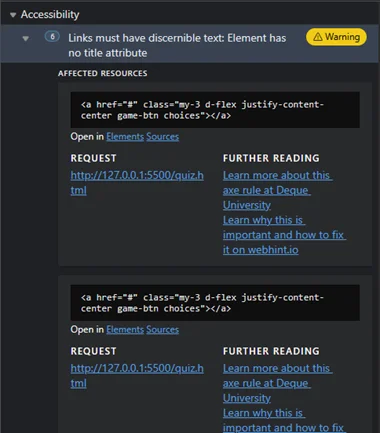 Accessibility
6 Links must have discernible text: Element has Warning
no title attribute
AFFECTED RESOURCES
<a href="#" class="my-3 d-flex justify-content-
center game-btn choices"></a>
Open in Elements Sources
REQUEST FURTHER READING
http://127.0.0.1:5500/quiz.h Learn more about this
tml axe rule at Deque
University
Learn why this is
important and how to fix
it on webhint.io
<a href="#" class="my-3 d-flex justify-content-
center game-btn choices"></a>
Open in Elements Sources
REQUEST FURTHER READING
http://127.0.0.1:5500/quiz.h Learn more about this
tml axe rule at Deque
University
Learn why this is
important and how to fix